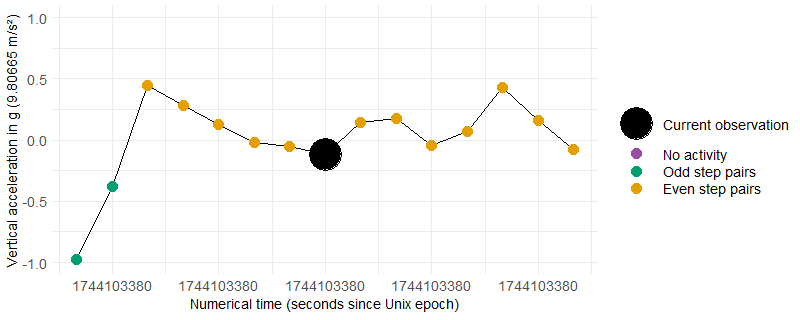 Vertical acceleration in g (9.80665 m/s²)
1.0
0.5
0.0
-0.5
-1.0
1744103380 1744103380 1744103380 1744103380 1744103380
Numerical time (seconds since Unix epoch)
Current observation
No activity
Odd step pairs
Even step pairs